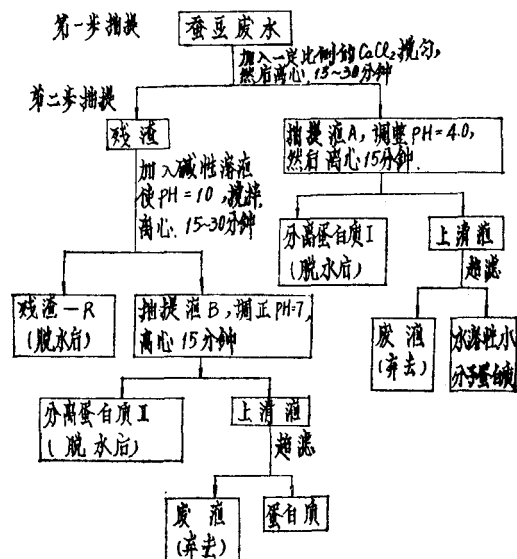 第一步抽提
蚕豆废水
加入一定比例的CaCl₂搅匀,
然后离心15~30分钟
第二步抽提
残渣
抽提液A,调整PH=4.0,
然后离心15分钟.
加入碱性溶液
使PH=10,搅拌
离心15~30分钟
分离蛋白质I
(脱水后)
上清液
超滤
残渣-R
(脱水后)
抽提液B,调正PH=7,
离心15分钟
废液
(弃去)
水溶性水
分子蛋白质
分离蛋白质II
(脱水后)
上清液
超滤
废液
(弃去)
蛋白质